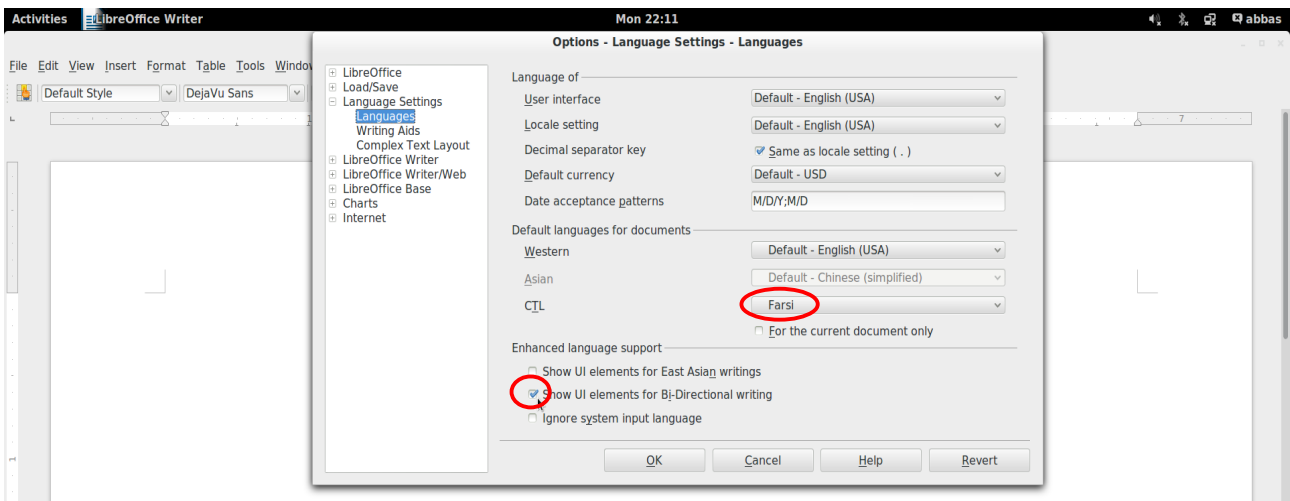 Activities LibreOffice Writer Mon 22:11 abbas
Options - Language Settings - Languages
File Edit View Insert Format Table Tools Window
Default Style DejaVu Sans
LibreOffice
Load/Save
Language Settings
Languages
Writing Aids
Complex Text Layout
LibreOffice Writer
LibreOffice Writer/Web
LibreOffice Base
Charts
Internet
Language of
User interface Default - English (USA)
Locale setting Default - English (USA)
Decimal separator key Same as locale setting ( . )
Default currency Default - USD
Date acceptance patterns M/D/Y;M/D
Default languages for documents
Western Default - English (USA)
Asian Default - Chinese (simplified)
CTL Farsi
For the current document only
Enhanced language support
Show UI elements for East Asian writings
Show UI elements for Bi-Directional writing
Ignore system input language
OK Cancel Help Revert
1 7
1